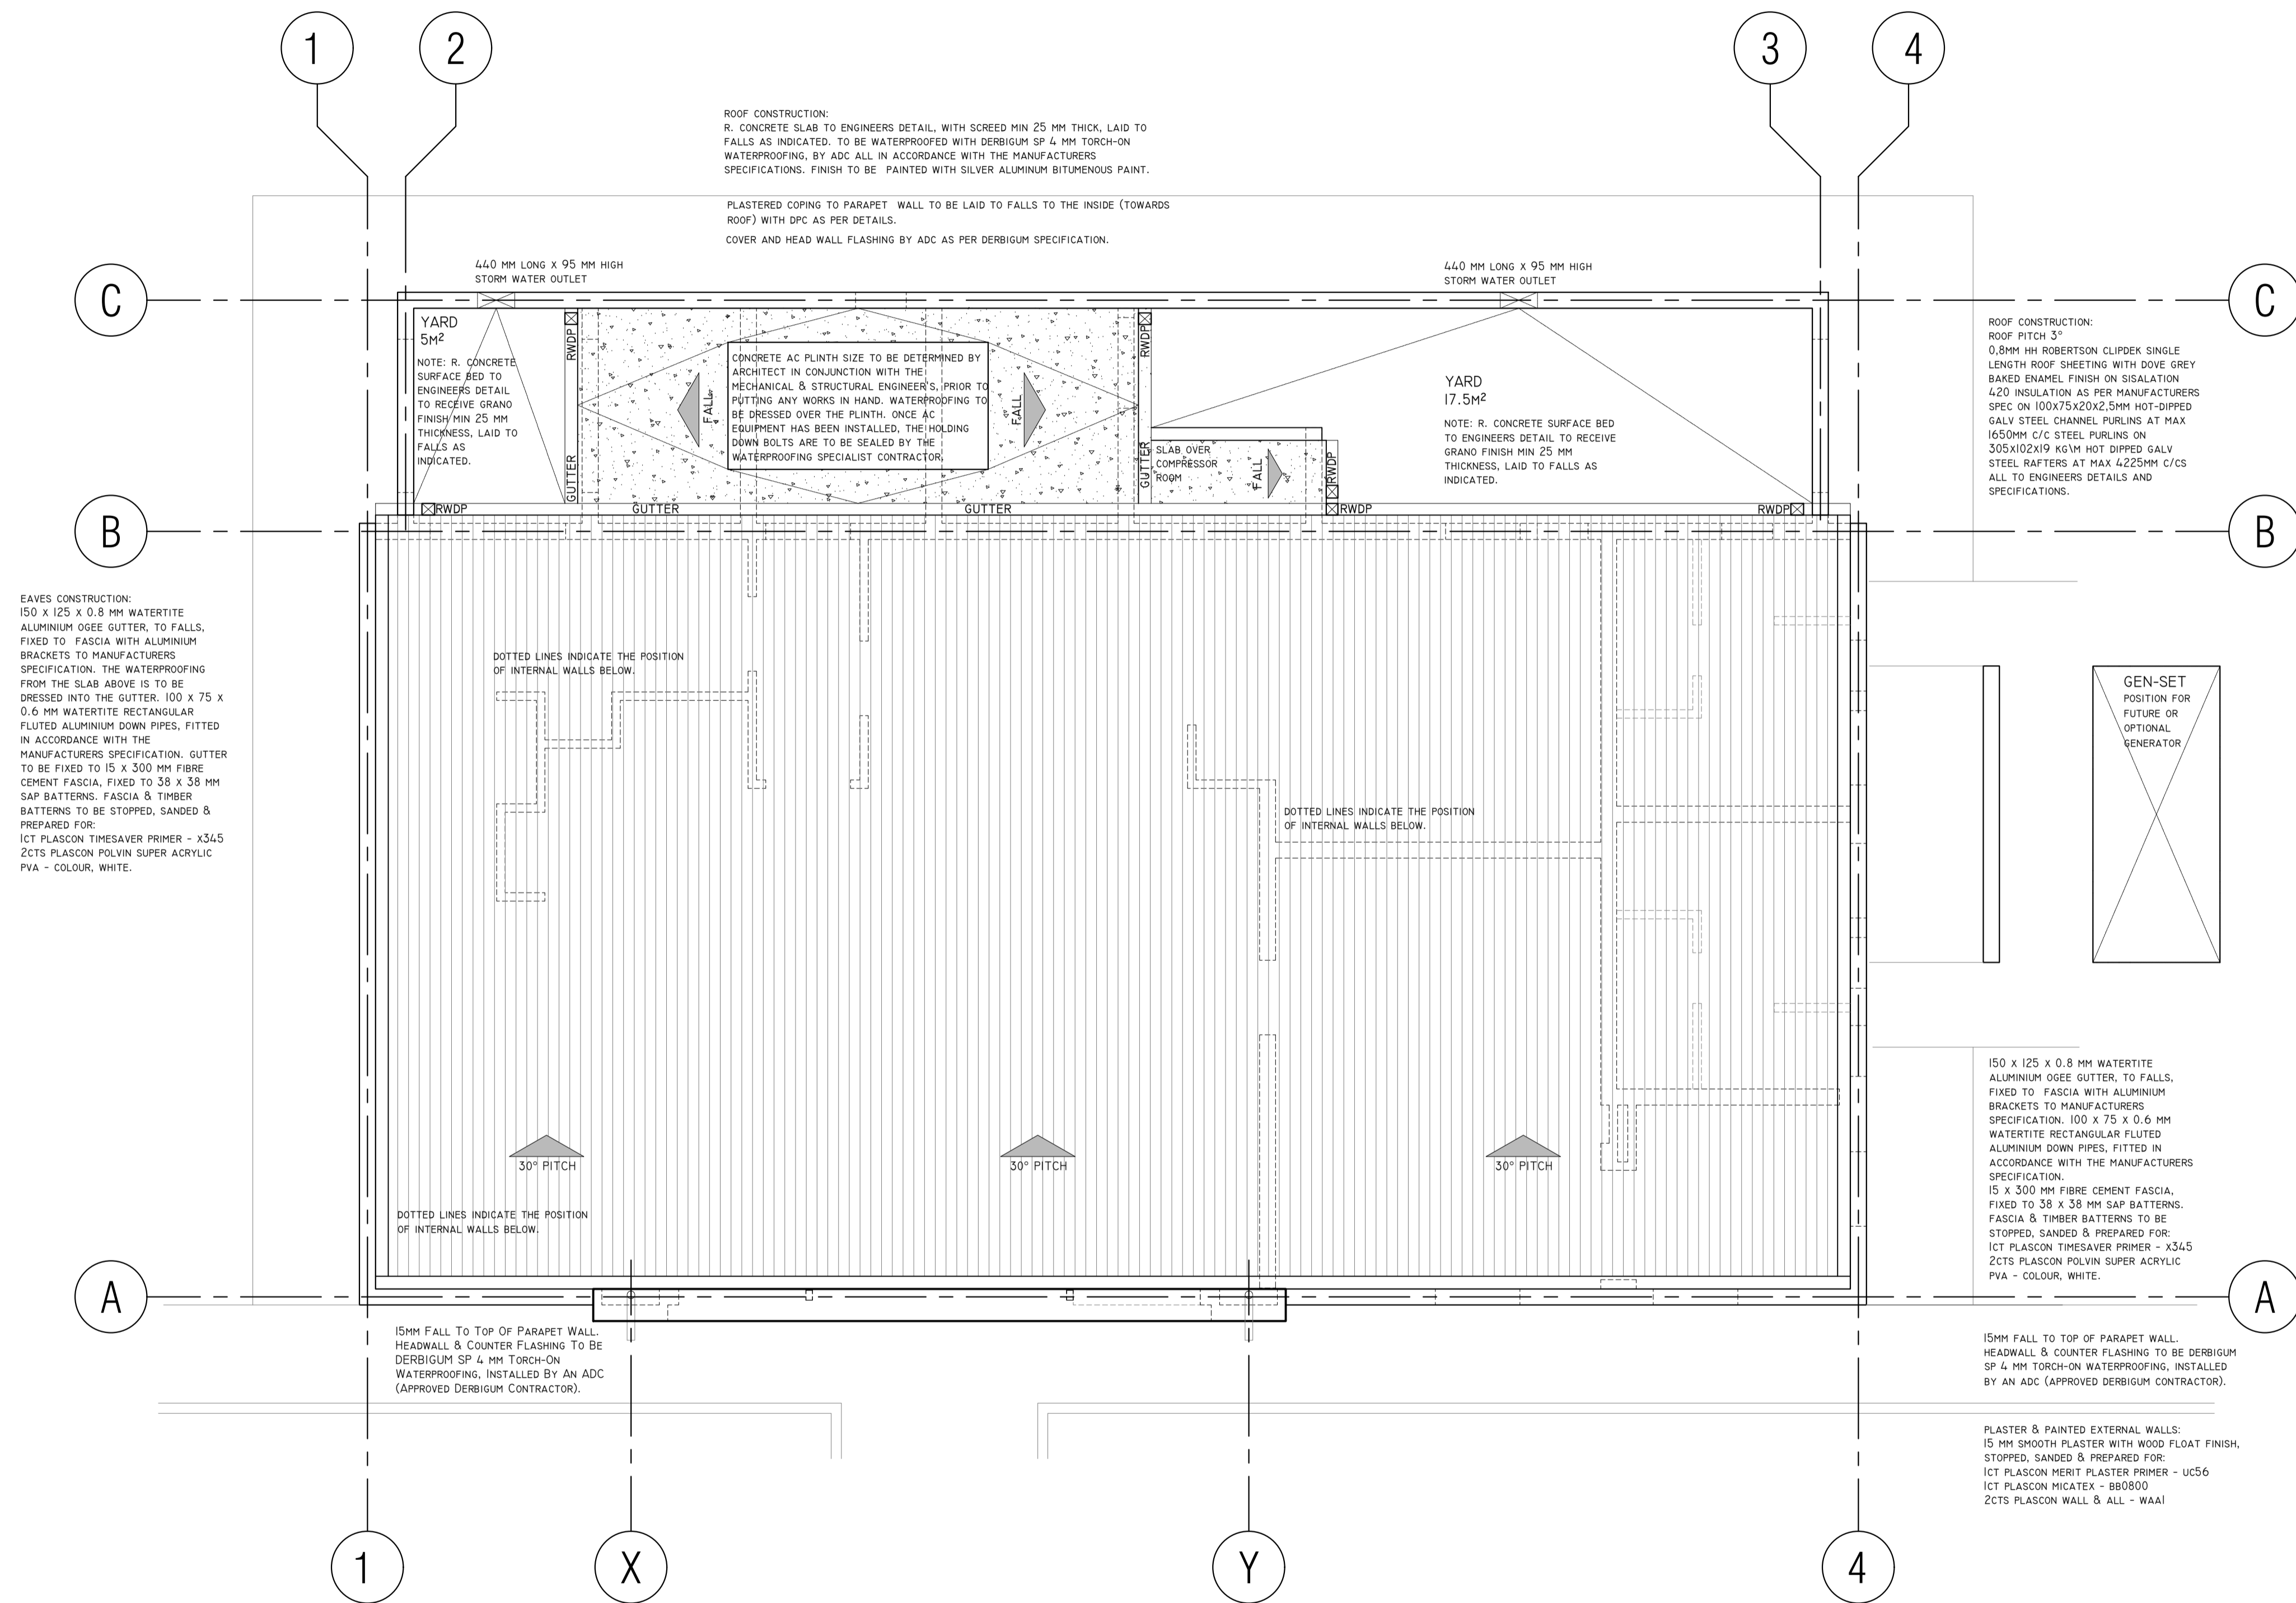 1
2
3
4
ROOF CONSTRUCTION:
R. CONCRETE SLAB TO ENGINEERS DETAIL, WITH SCREED MIN 25 MM THICK, LAID TO
FALLS AS INDICATED. TO BE WATERPROOFED WITH DERBIGUM SP 4 MM TORCH-ON
WATERPROOFING, BY ADC ALL IN ACCORDANCE WITH THE MANUFACTURERS
SPECIFICATIONS. FINISH TO BE PAINTED WITH SILVER ALUMINUM BITUMENOUS PAINT.
PLASTERED COPING TO PARAPET WALL TO BE LAID TO FALLS TO THE INSIDE (TOWARDS
ROOF) WITH DPC AS PER DETAILS.
COVER AND HEAD WALL FLASHING BY ADC AS PER DERBIGUM SPECIFICATION.
440 MM LONG X 95 MM HIGH
STORM WATER OUTLET
440 MM LONG X 95 MM HIGH
STORM WATER OUTLET
C
C
YARD
5M²
NOTE: R. CONCRETE
SURFACE BED TO
ENGINEERS DETAIL
TO RECEIVE GRANO
FINISH MIN 25 MM
THICKNESS, LAID TO
FALLS AS
INDICATED.
RWDP
GUTTER
FALL
CONCRETE AC PLINTH SIZE TO BE DETERMINED BY
ARCHITECT IN CONJUNCTION WITH THE
MECHANICAL & STRUCTURAL ENGINEER'S, PRIOR TO
PUTTING ANY WORKS IN HAND. WATERPROOFING TO
BE DRESSED OVER THE PLINTH. ONCE AC
EQUIPMENT HAS BEEN INSTALLED, THE HOLDING
DOWN BOLTS ARE TO BE SEALED BY THE
WATERPROOFING SPECIALIST CONTRACTOR.
FALL
RWDP
GUTTER
SLAB OVER
COMPRESSOR
ROOM
FALL
RWDP
YARD
17.5M²
NOTE: R. CONCRETE SURFACE BED
TO ENGINEERS DETAIL TO RECEIVE
GRANO FINISH MIN 25 MM
THICKNESS, LAID TO FALLS AS
INDICATED.
ROOF CONSTRUCTION:
ROOF PITCH 3°
0,8MM HH ROBERTSON CLIPDEK SINGLE
LENGTH ROOF SHEETING WITH DOVE GREY
BAKED ENAMEL FINISH ON SISALATION
420 INSULATION AS PER MANUFACTURERS
SPEC ON 100X75X20X2,5MM HOT-DIPPED
GALV STEEL CHANNEL PURLINS AT MAX
1650MM C/C STEEL PURLINS ON
305X102X19 KG\M HOT DIPPED GALV
STEEL RAFTERS AT MAX 4225MM C/CS
ALL TO ENGINEERS DETAILS AND
SPECIFICATIONS.
RWDP
GUTTER
GUTTER
RWDP
RWDP
B
B
EAVES CONSTRUCTION:
150 X 125 X 0.8 MM WATERTITE
ALUMINIUM OGEE GUTTER, TO FALLS,
FIXED TO FASCIA WITH ALUMINIUM
BRACKETS TO MANUFACTURERS
SPECIFICATION. THE WATERPROOFING
FROM THE SLAB ABOVE IS TO BE
DRESSED INTO THE GUTTER. 100 X 75 X
0.6 MM WATERTITE RECTANGULAR
FLUTED ALUMINIUM DOWN PIPES, FITTED
IN ACCORDANCE WITH THE
MANUFACTURERS SPECIFICATION. GUTTER
TO BE FIXED TO 15 X 300 MM FIBRE
CEMENT FASCIA, FIXED TO 38 X 38 MM
SAP BATTERNS. FASCIA & TIMBER
BATTERNS TO BE STOPPED, SANDED &
PREPARED FOR:
1CT PLASCON TIMESAVER PRIMER - X345
2CTS PLASCON POLVIN SUPER ACRYLIC
PVA - COLOUR, WHITE.
DOTTED LINES INDICATE THE POSITION
OF INTERNAL WALLS BELOW.
DOTTED LINES INDICATE THE POSITION
OF INTERNAL WALLS BELOW.
GEN-SET
POSITION FOR
FUTURE OR
OPTIONAL
GENERATOR
150 X 125 X 0.8 MM WATERTITE
ALUMINIUM OGEE GUTTER, TO FALLS,
FIXED TO FASCIA WITH ALUMINIUM
BRACKETS TO MANUFACTURERS
SPECIFICATION. 100 X 75 X 0.6 MM
WATERTITE RECTANGULAR FLUTED
ALUMINIUM DOWN PIPES, FITTED IN
ACCORDANCE WITH THE MANUFACTURERS
SPECIFICATION.
15 X 300 MM FIBRE CEMENT FASCIA,
FIXED TO 38 X 38 MM SAP BATTERNS.
FASCIA & TIMBER BATTERNS TO BE
STOPPED, SANDED & PREPARED FOR:
1CT PLASCON TIMESAVER PRIMER - X345
2CTS PLASCON POLVIN SUPER ACRYLIC
PVA - COLOUR, WHITE.
30° PITCH
30° PITCH
30° PITCH
DOTTED LINES INDICATE THE POSITION
OF INTERNAL WALLS BELOW.
A
A
15MM FALL TO TOP OF PARAPET WALL.
HEADWALL & COUNTER FLASHING TO BE
DERBIGUM SP 4 MM TORCH-ON
WATERPROOFING, INSTALLED BY AN ADC
(APPROVED DERBIGUM CONTRACTOR).
15MM FALL TO TOP OF PARAPET WALL.
HEADWALL & COUNTER FLASHING TO BE DERBIGUM
SP 4 MM TORCH-ON WATERPROOFING, INSTALLED
BY AN ADC (APPROVED DERBIGUM CONTRACTOR).
PLASTER & PAINTED EXTERNAL WALLS:
15 MM SMOOTH PLASTER WITH WOOD FLOAT FINISH,
STOPPED, SANDED & PREPARED FOR:
1CT PLASCON MERIT PLASTER PRIMER - UC56
1CT PLASCON MICATEX - BB0800
2CTS PLASCON WALL & ALL - WAA1
1
X
Y
4